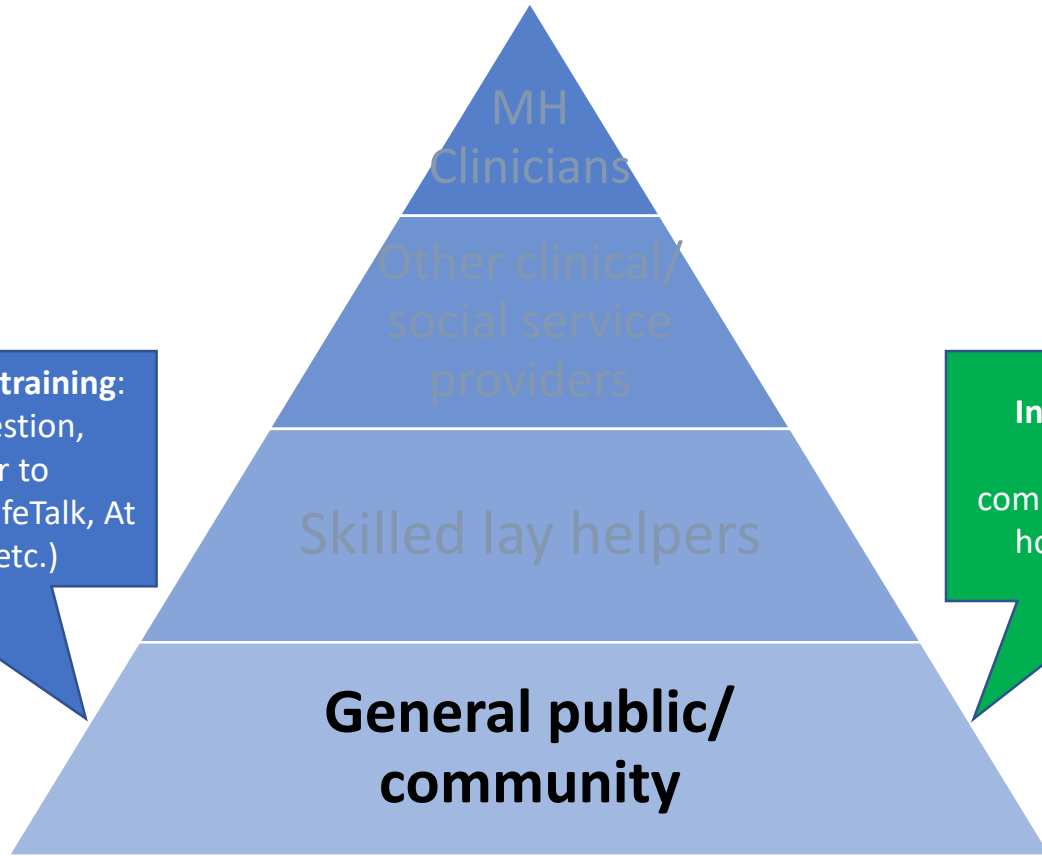 MH
Clinicians
Other clinical/
social service
providers
training:
estion,
r to
feTalk, At
etc.)
In
com
ho
Skilled lay helpers
General public/
community